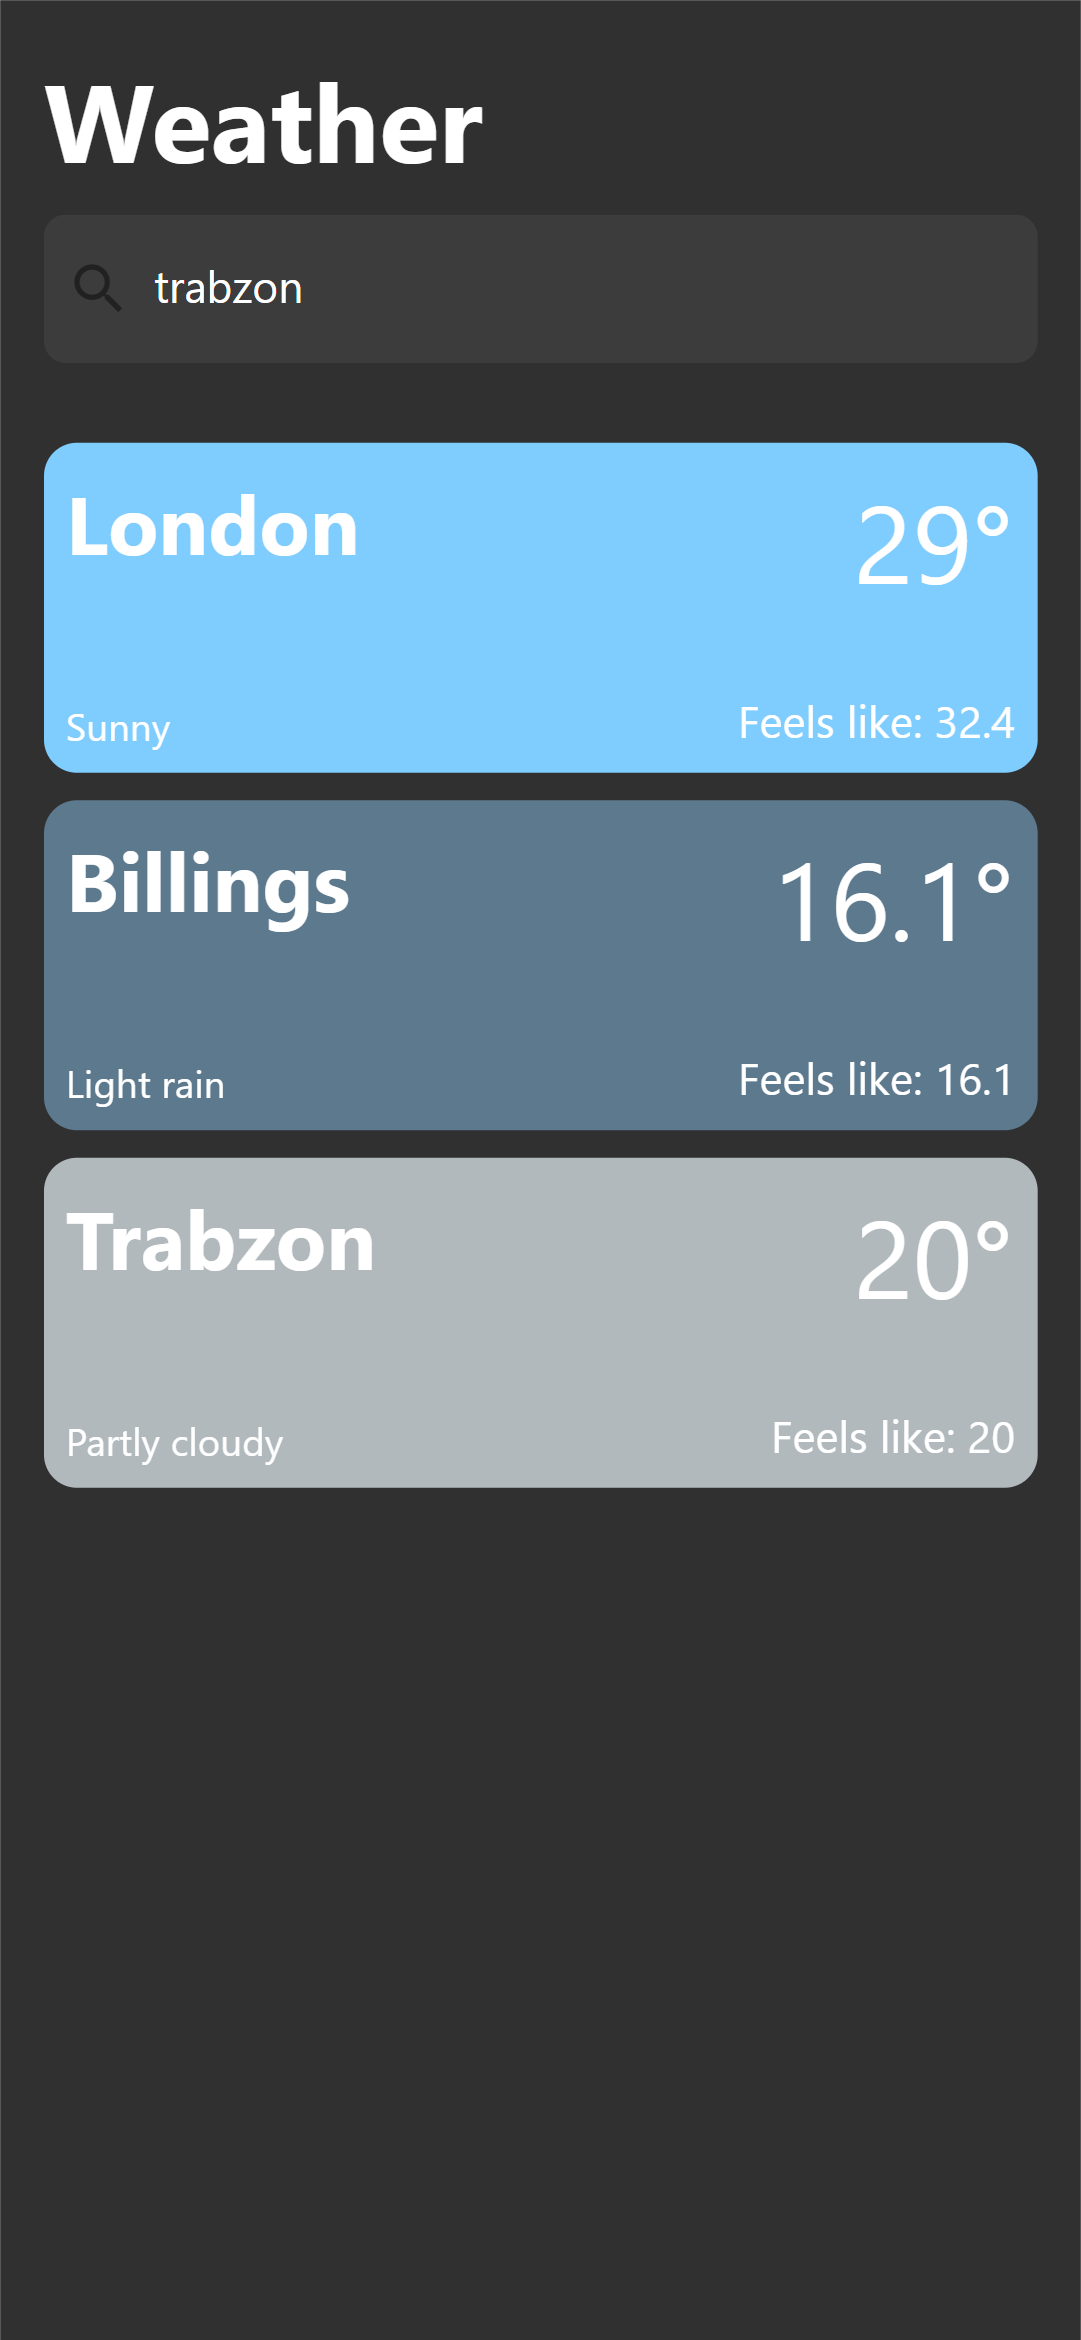 Weather
trabzon
London 29°
Sunny Feels like: 32.4
Billings 16.1°
Light rain Feels like: 16.1
Trabzon 20°
Partly cloudy Feels like: 20